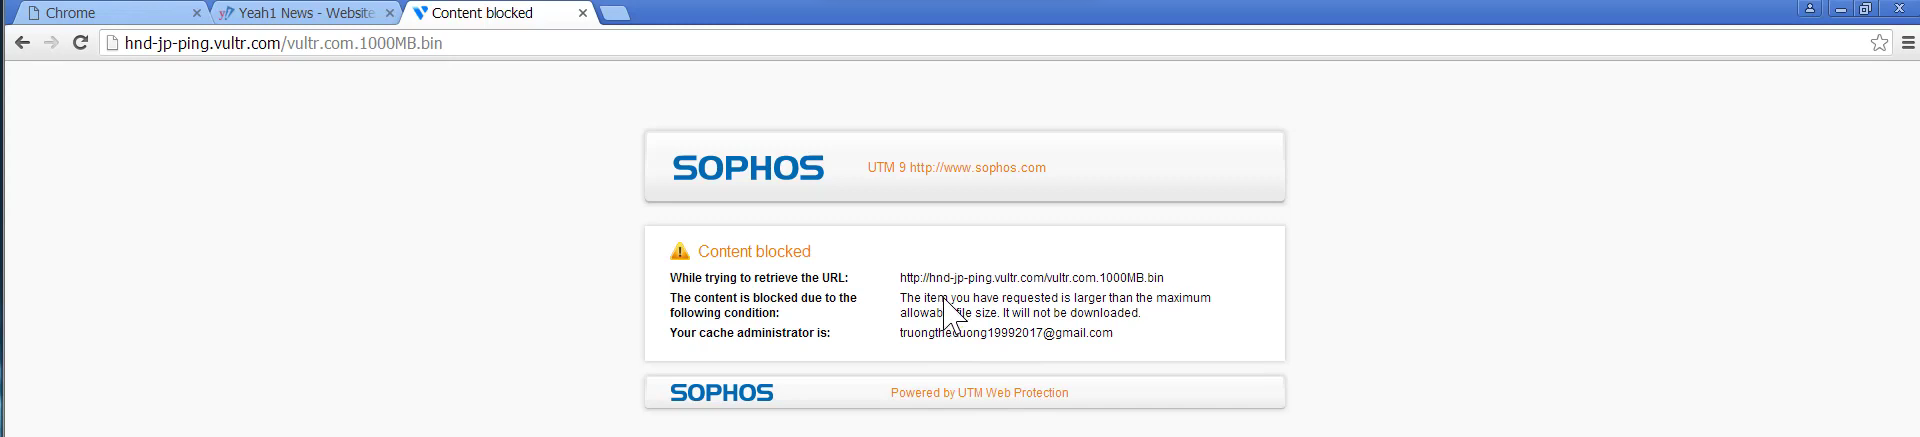 Chrome
Yeah1 News - Website
Content blocked
hnd-jp-ping.vultr.com/vultr.com.1000MB.bin
SOPHOS
UTM 9 http://www.sophos.com
Content blocked
While trying to retrieve the URL: http://hnd-jp-ping.vultr.com/vultr.com.1000MB.bin
The content is blocked due to the
following condition:
The item you have requested is larger than the maximum
allowable file size. It will not be downloaded.
Your cache administrator is: truongthecuong19992017@gmail.com
SOPHOS
Powered by UTM Web Protection